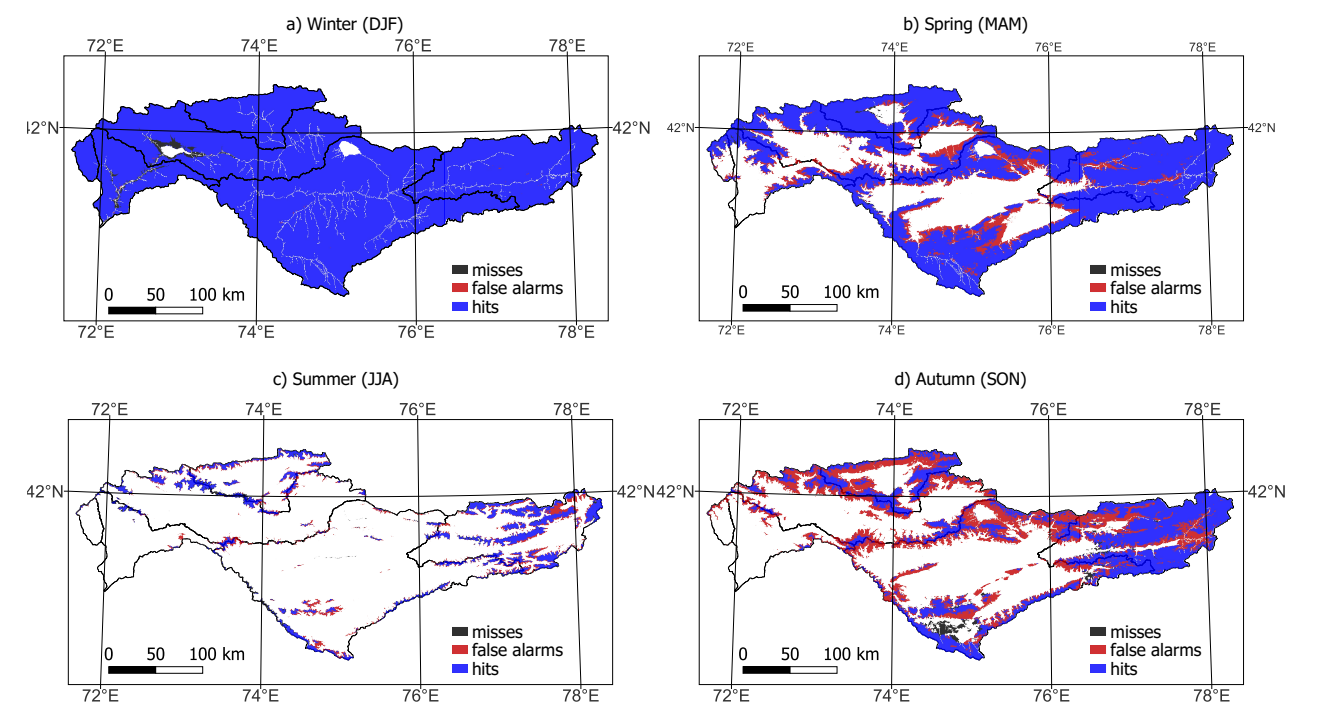 a) Winter (DJF)
72°E 74°E 76°E 78°E
42°N
misses
false alarms
hits
0 50 100 km
72°E 74°E 76°E 78°E
b) Spring (MAM)
72°E 74°E 76°E 78°E
42°N 42°N
misses
false alarms
hits
0 50 100 km
72°E 74°E 76°E 78°E
c) Summer (JJA)
72°E 74°E 76°E 78°E
42°N 42°N
misses
false alarms
hits
0 50 100 km
72°E 74°E 76°E 78°E
d) Autumn (SON)
72°E 74°E 76°E 78°E
42°N 42°N
misses
false alarms
hits
0 50 100 km
72°E 74°E 76°E 78°E